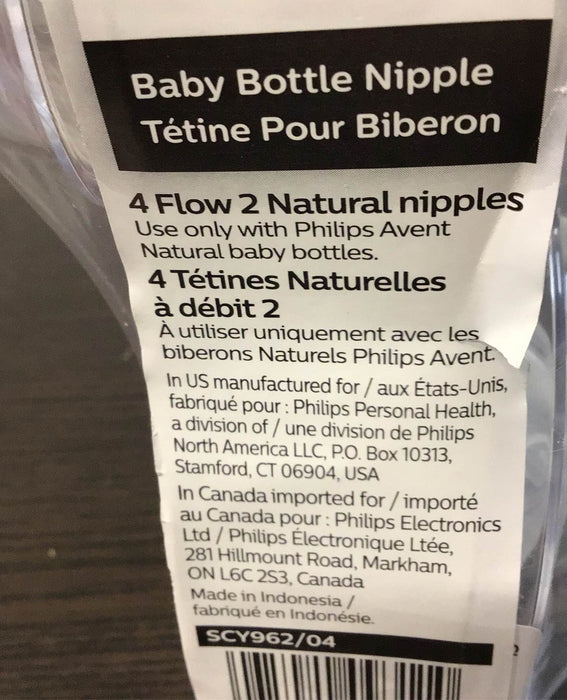 Baby Bottle Nipple
Tétine Pour Biberon
4 Flow 2 Natural nipples
Use only with Philips Avent
Natural baby bottles.
4 Tétines Naturelles
à débit 2
À utiliser uniquement avec les
biberons Naturels Philips Avent.
In US manufactured for / aux États-Unis,
fabriqué pour : Philips Personal Health,
a division of / une division de Philips
North America LLC, P.O. Box 10313,
Stamford, CT 06904, USA
In Canada imported for / importé
au Canada pour : Philips Electronics
Ltd / Philips Électronique Ltée,
281 Hillmount Road, Markham,
ON L6C 2S3, Canada
Made in Indonesia /
fabriqué en Indonésie.
SCY962/04